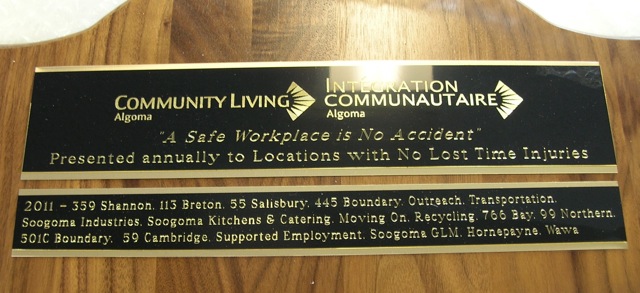 COMMUNITY LIVING
Algoma
INTEGRATION
COMMUNAUTAIRE
Algoma
"A Safe Workplace is No Accident"
Presented annually to Locations with No Lost Time Injuries
2011 - 359 Shannon, 113 Breton, 55 Salisbury, 445 Boundary, Outreach, Transportation,
Soogoma Industries, Soogoma Kitchens & Catering, Moving On, Recycling, 766 Bay, 99 Northern,
501C Boundary, 59 Cambridge, Supported Employment, Soogoma GLM, Hornepayne, Wawa